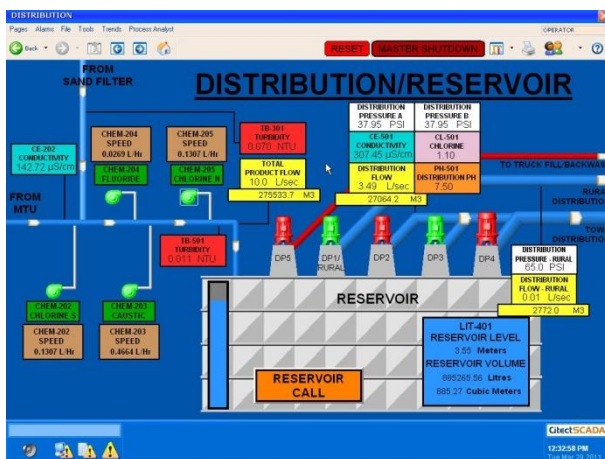 DISTRIBUTION
Pages Alarms File Tools Trends Process Analyst
OPERATOR
Back
RESET
MASTER SHUTDOWN
FROM
SAND FILTER
DISTRIBUTION/RESERVOIR
DISTRIBUTION
PRESSURE A
37.95 PSI
DISTRIBUTION
PRESSURE B
37.95 PSI
CE-202
CONDUCTIVITY
142.72 µS/cm
CHEM-204
SPEED
0.0269 L/Hr
CHEM-205
SPEED
0.1307 L/Hr
TB-301
TURBIDITY
0.070 NTU
CE-501
CONDUCTIVITY
307.45 µS/cm
CL-501
CHLORINE
1.10
CHEM-204
FLUORIDE
CHEM-205
CHLORINE N
TOTAL
PRODUCT FLOW
10.0 L/sec
275533.7 M3
DISTRIBUTION
FLOW
3.49 L/sec
27064.2 M3
PH-501
DISTRIBUTION PH
7.50
TO TRUCK FILL/BACKWAS
RURA
DISTRIBUTION
FROM
MTU
TOW
DISTRIBUTIO
TB-501
TURBIDITY
0.011 NTU
DP5
DP1/
RURAL
DP2
DP3
DP4
DISTRIBUTION
PRESSURE - RURAL
65.0 PSI
DISTRIBUTION
FLOW - RURAL
0.01 L/sec
2772.0 M3
CHEM-202
CHLORINE S
CHEM-203
CAUSTIC
CHEM-202
SPEED
0.1307 L/Hr
CHEM-203
SPEED
0.4664 L/Hr
RESERVOIR
RESERVOIR
CALL
LIT-401
RESERVOIR LEVEL
3.55 Meters
RESERVOIR VOLUME
885265.56 Litres
885.27 Cubic Meters
CitectSCADA
12:32:58 PM
Tue Mar 29 2011